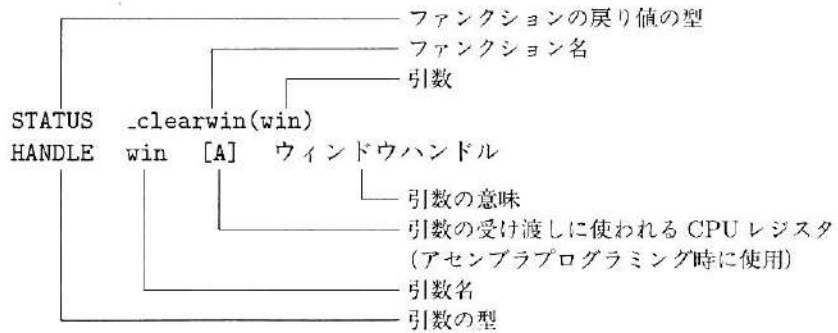 ファンクションの戻り値の型
ファンクション名
引数
STATUS _clearwin(win)
HANDLE win [A] ウィンドウハンドル
引数の意味
引数の受け渡しに使われる CPU レジスタ
(アセンブラプログラミング時に使用)
引数名
引数の型